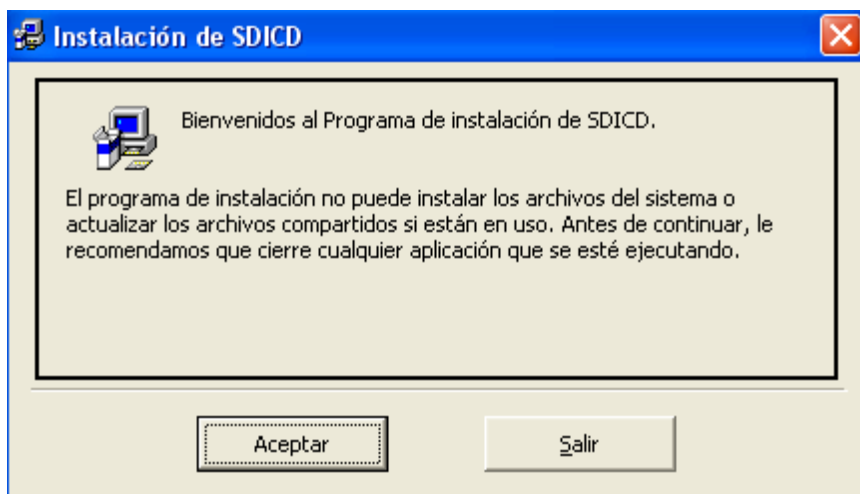 Instalación de SDICD
Bienvenidos al Programa de instalación de SDICD.
El programa de instalación no puede instalar los archivos del sistema o
actualizar los archivos compartidos si están en uso. Antes de continuar, le
recomendamos que cierre cualquier aplicación que se esté ejecutando.
Aceptar
Salir